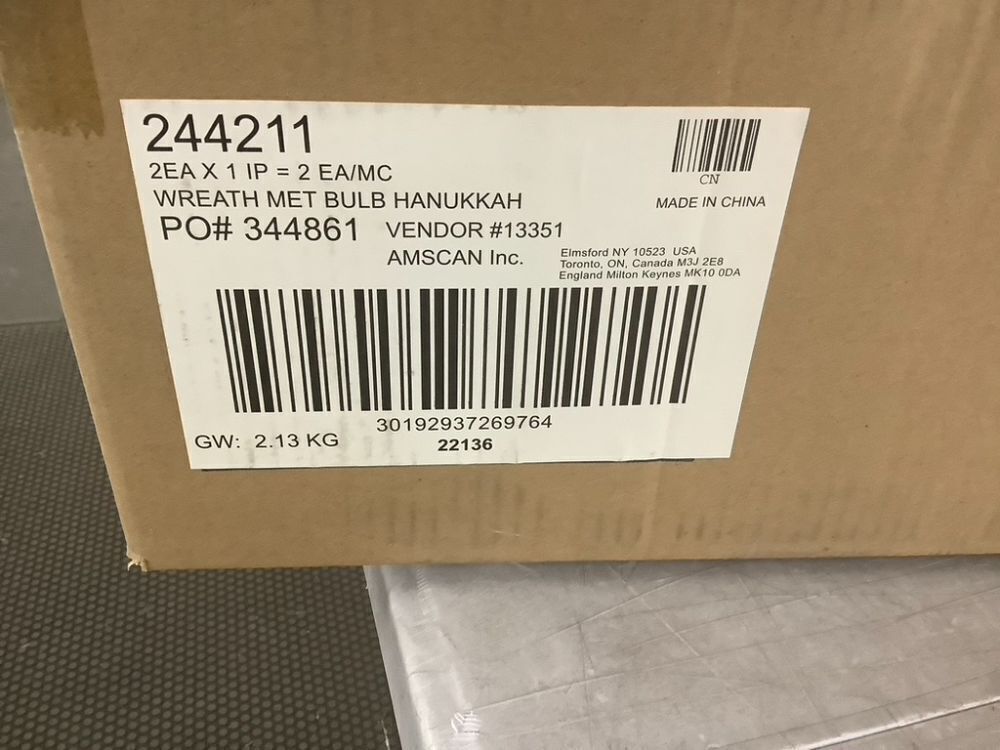 244211
2EA X 1 IP = 2 EA/MC
WREATH MET BULB HANUKKAH
CN
MADE IN CHINA
PO# 344861 VENDOR #13351
AMSCAN Inc.
Elmsford NY 10523 USA
Toronto, ON, Canada M3J 2E8
England Milton Keynes MK10 0DA
30192937269764
GW: 2.13 KG
22136